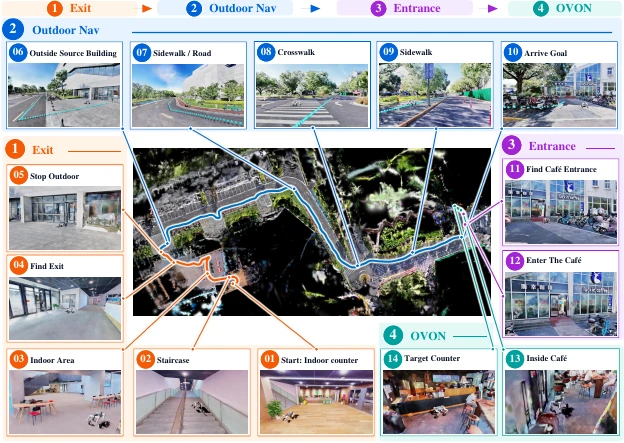 1 Exit
2 Outdoor Nav
3 Entrance
4 OVON
2 Outdoor Nav
06 Outside Source Building
07 Sidewalk / Road
08 Crosswalk
09 Sidewalk
10 Arrive Goal
1 Exit
05 Stop Outdoor
04 Find Exit
03 Indoor Area
02 Staircase
01 Start: Indoor counter
3 Entrance
11 Find Café Entrance
12 Enter The Café
4 OVON
14 Target Counter
13 Inside Café